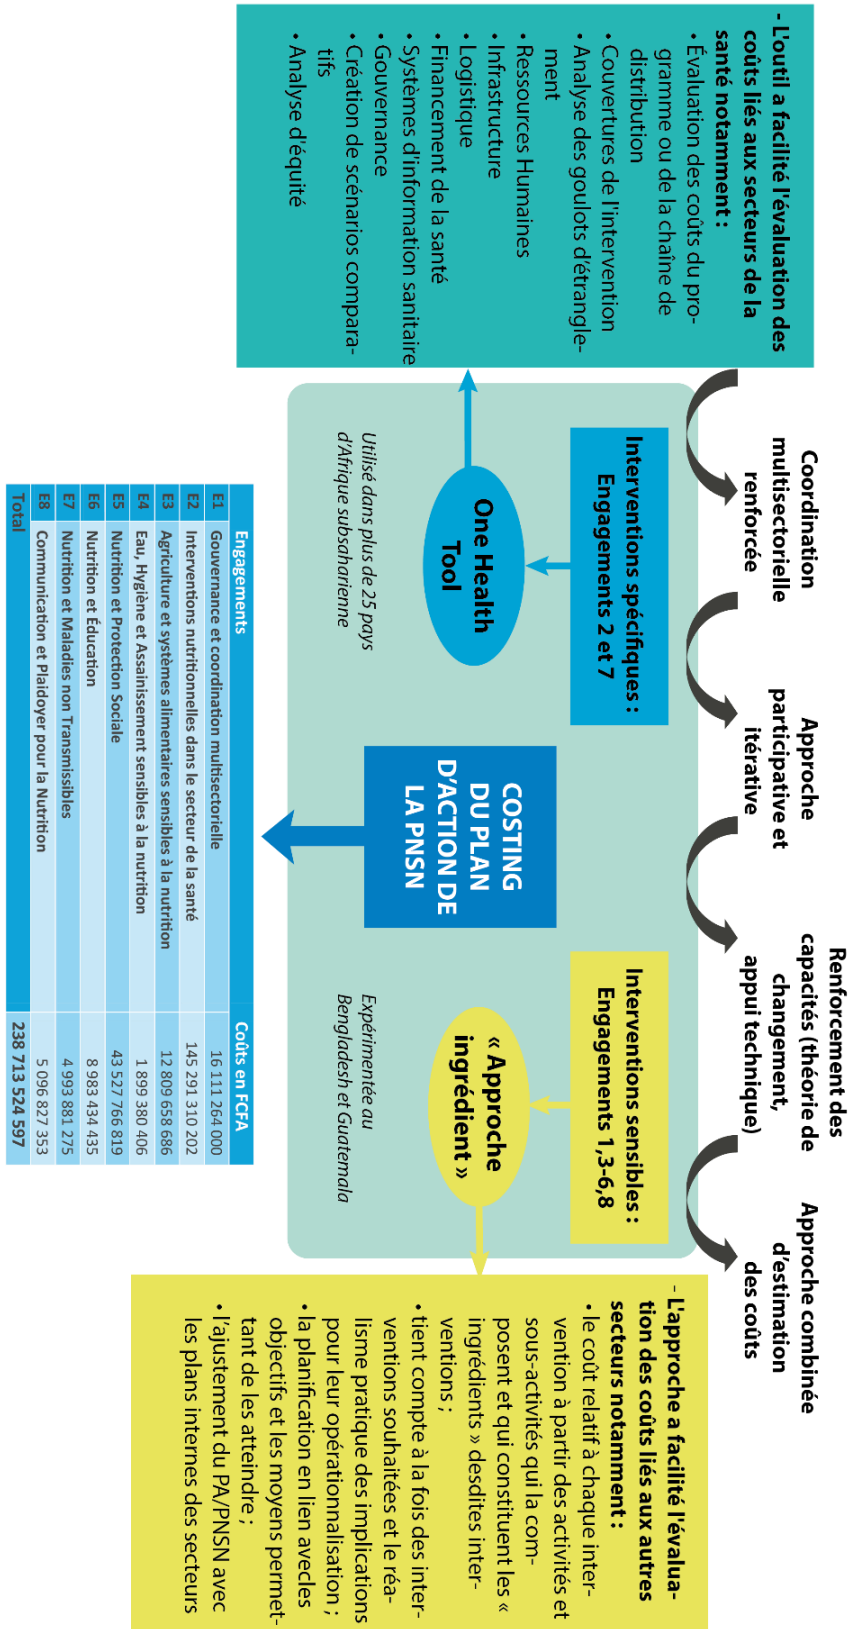 Coordination
multisectorielle
renforcée
Approche
participative et
itérative
Renforcement des
capacités (théorie de
changement,
appui technique)
Approche combinée
d'estimation
des coûts
- L'outil a facilité l'évaluation des
coûts liés aux secteurs de la
santé notamment :
• Évaluation des coûts du pro-
gramme ou de la chaîne de
distribution
• Couvertures de l'intervention
• Analyse des goulots d'étrangle-
ment
• Ressources Humaines
• Infrastructure
• Logistique
• Financement de la santé
• Systèmes d'information sanitaire
• Gouvernance
• Création de scénarios compara-
tifs
• Analyse d'équité
Interventions spécifiques :
Engagements 2 et 7
One Health
Tool
Utilisé dans plus de 25 pays
d'Afrique subsaharienne
COSTING
DU PLAN
D'ACTION DE
LA PNSN
Interventions sensibles :
Engagements 1,3-6,8
« Approche
ingrédient »
Expérimentée au
Bengladesh et Guatemala
- L'approche a facilité l'évalua-
tion des coûts liés aux autres
secteurs notamment :
• le coût relatif à chaque inter-
vention à partir des activités et
sous-activités qui la com-
posent et qui constituent les «
ingrédients » desdites inter-
ventions ;
• tient compte à la fois des inter-
ventions souhaitées et le réa-
lisme pratique des implications
pour leur opérationnalisation ;
• la planification en lien avecles
objectifs et les moyens permet-
tant de les atteindre ;
• l'ajustement du PA/PNSN avec
les plans internes des secteurs
Engagements Coûts en FCFA
E1 Gouvernance et coordination multisectorielle 16 111 264 000
E2 Interventions nutritionnelles dans le secteur de la santé 145 291 310 202
E3 Agriculture et systèmes alimentaires sensibles à la nutrition 12 809 658 686
E4 Eau, Hygiène et Assainissement sensibles à la nutrition 1 899 380 406
E5 Nutrition et Protection Sociale 43 527 766 819
E6 Nutrition et Éducation 8 983 434 435
E7 Nutrition et Maladies non Transmissibles 4 993 881 275
E8 Communication et Plaidoyer pour la Nutrition 5 096 827 353
Total 238 713 524 597